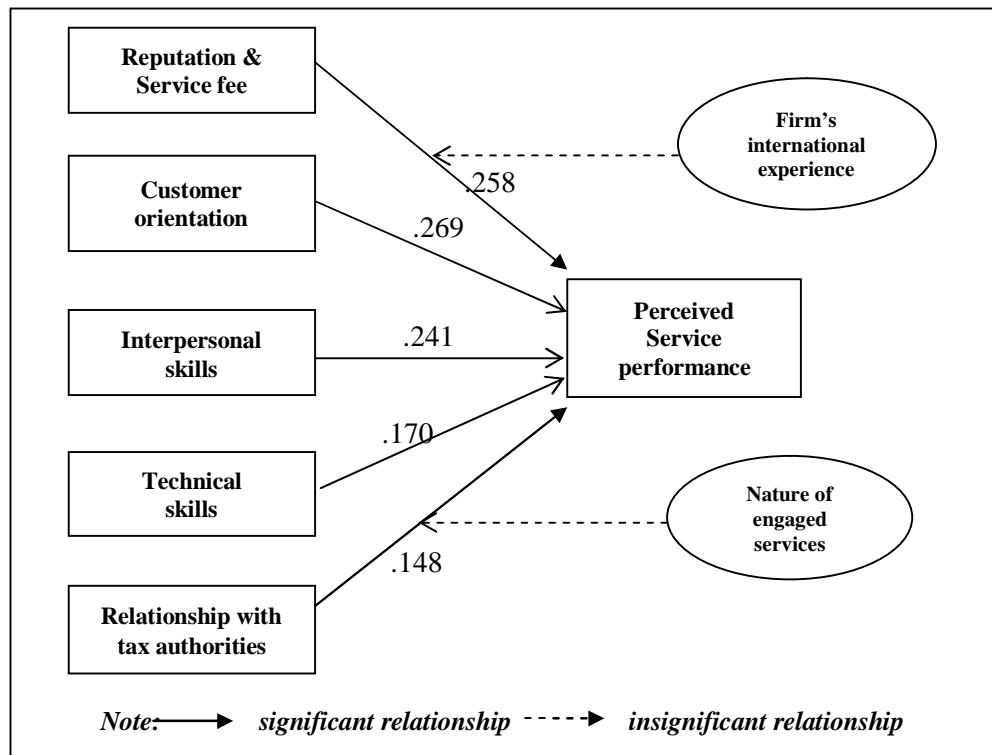 Reputation &
Service fee
Firm's
international
experience
.258
Customer
orientation
.269
Perceived
Service
performance
Interpersonal
skills
.241
.170
Technical
skills
Nature of
engaged
services
.148
Relationship with
tax authorities
Note: significant relationship insignificant relationship